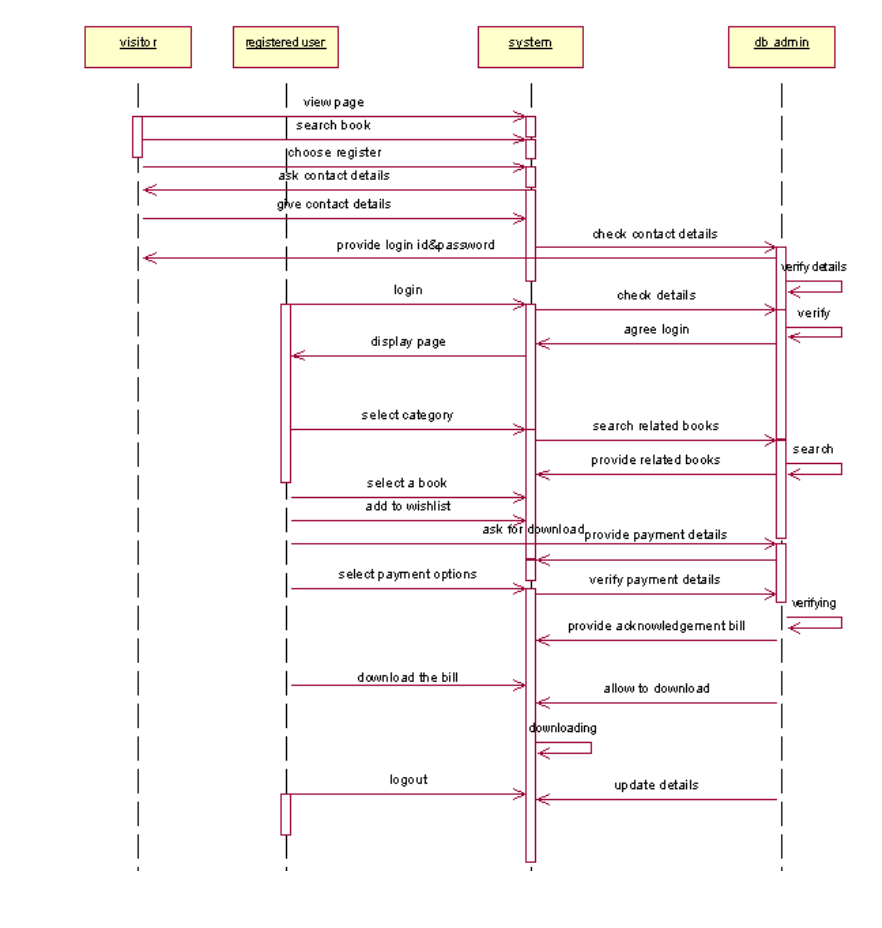 visitor
registered user
system
db admin
view page
search book
choose register
ask contact details
give contact details
check contact details
provide login id&password
verify details
login
check details
verify
agree login
display page
select category
search related books
search
provide related books
select a book
add to wishlist
ask for download
provide payment details
select payment options
verify payment details
verifying
provide acknowledgement bill
download the bill
allow to download
downloading
logout
update details